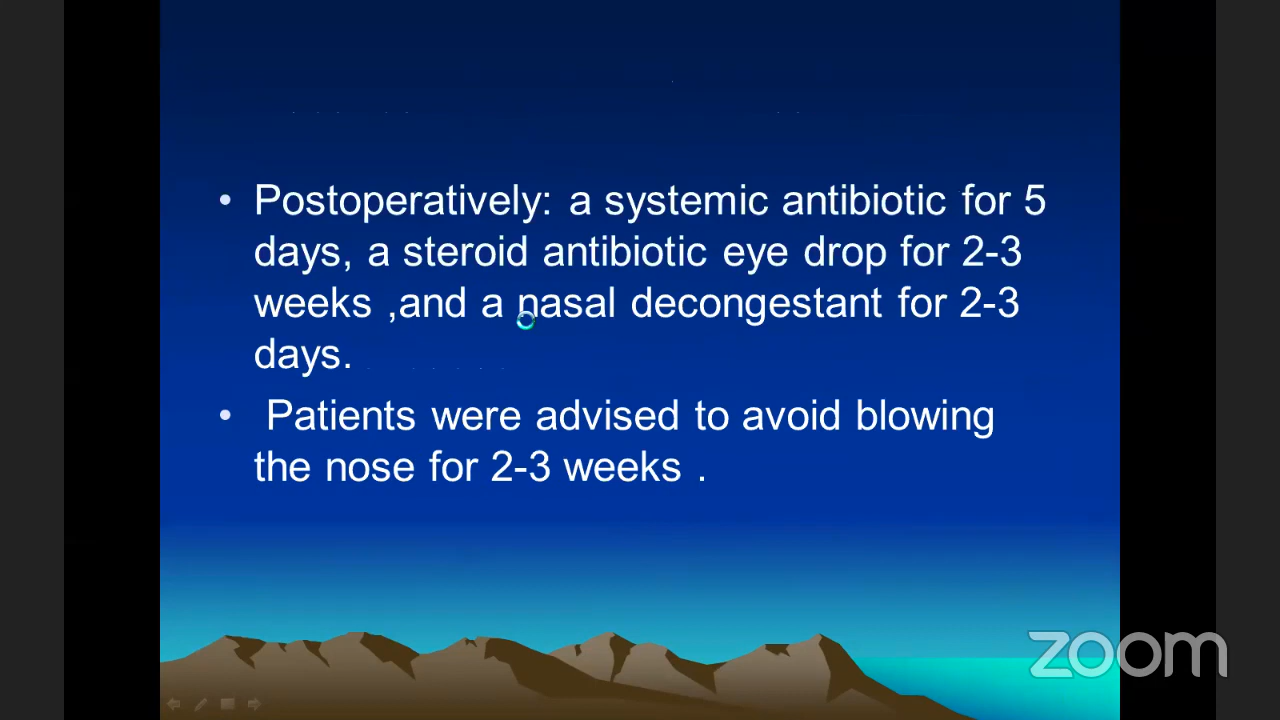 • Postoperatively: a systemic antibiotic for 5
days, a steroid antibiotic eye drop for 2-3
weeks ,and a nasal decongestant for 2-3
days.
• Patients were advised to avoid blowing
the nose for 2-3 weeks .
zoom